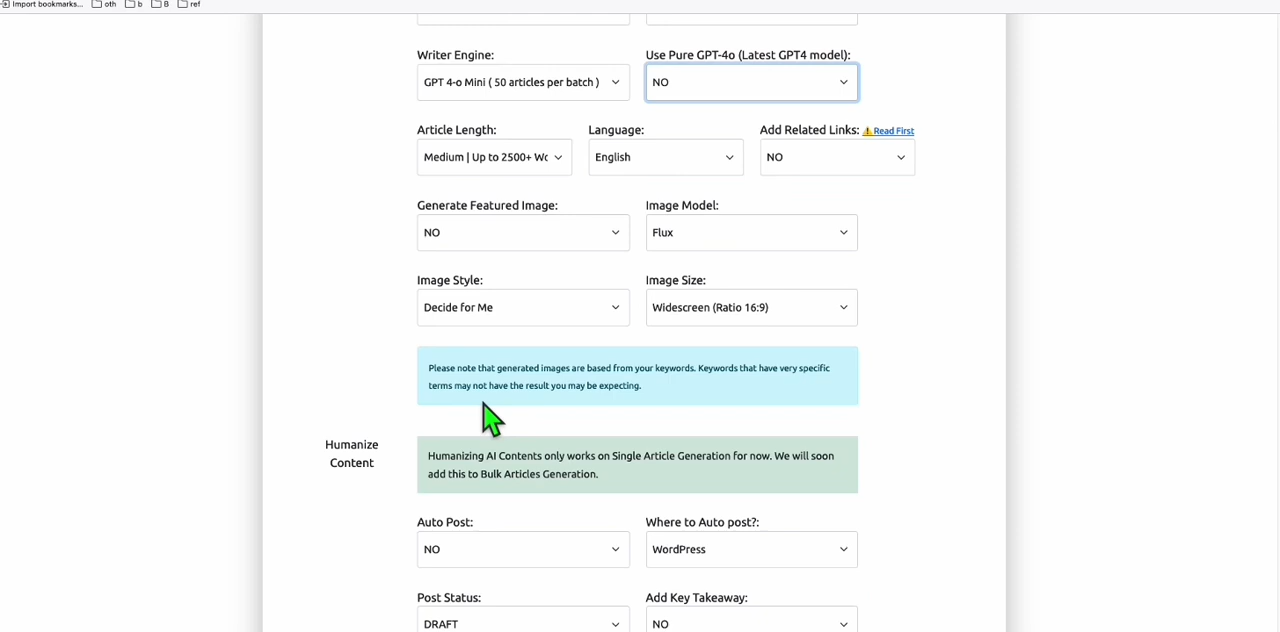 Import bookmarks... oth b B ref
Writer Engine: Use Pure GPT-4o (Latest GPT4 model):
GPT 4-o Mini ( 50 articles per batch ) NO
Article Length: Language: Add Related Links: Read First
Medium | Up to 2500+ Wo English NO
Generate Featured Image: Image Model:
NO Flux
Image Style: Image Size:
Decide for Me Widescreen (Ratio 16:9)
Please note that generated images are based from your keywords. Keywords that have very specific
terms may not have the result you may be expecting.
Humanize
Content
Humanizing AI Contents only works on Single Article Generation for now. We will soon
add this to Bulk Articles Generation.
Auto Post: Where to Auto post?:
NO WordPress
Post Status: Add Key Takeaway:
DRAFT NO